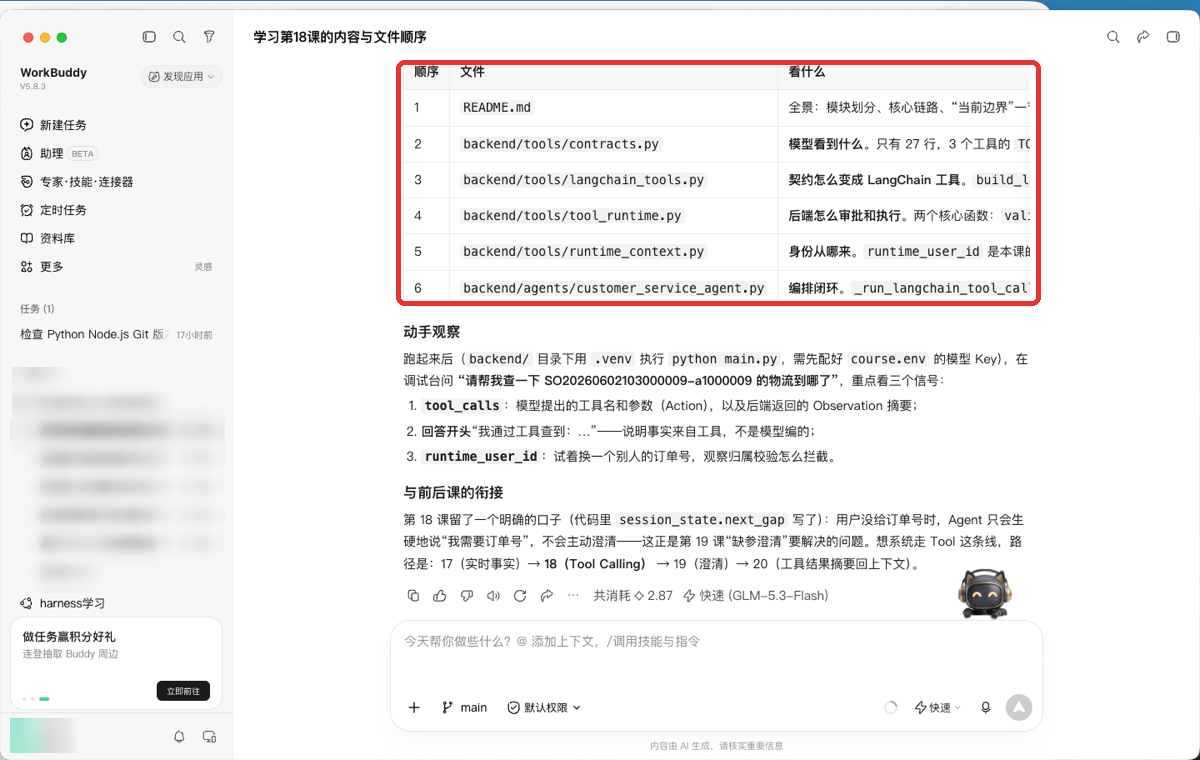 学习第18课的内容与文件顺序
WorkBuddy
V5.8.3
发现应用
新建任务
助理 BETA
专家·技能·连接器
定时任务
资料库
更多 灵感
任务 (1)
检查 Python Node.js Git 版 17小时前
harness学习
做任务赢积分好礼
连登抽取 Buddy 周边
立即前往
顺序 文件 看什么
1 README.md 全景：模块划分、核心链路、“当前边界”一
2 backend/tools/contracts.py 模型看到什么。只有 27 行，3 个工具的
3 backend/tools/langchain_tools.py 契约怎么变成 LangChain 工具。
4 backend/tools/tool_runtime.py 后端怎么审批和执行。两个核心函数：
5 backend/tools/runtime_context.py 身份从哪来。runtime_user_id 是本课的
6 backend/agents/customer_service_agent.py 编排闭环。_run_langchain_tool_cal
动手观察
跑起来后（backend/ 目录下用 .venv 执行 python main.py，需先配好 course.env 的模型 Key），在
调试台问 “请帮我查一下 SO20260602103000009-a1000009 的物流到哪了”，重点看三个信号：
1. tool_calls：模型提出的工具名和参数（Action），以及后端返回的 Observation 摘要；
2. 回答开头“我通过工具查到：…”——说明事实来自工具，不是模型编的；
3. runtime_user_id：试着换一个别人的订单号，观察归属校验怎么拦截。
与前后课的衔接
第 18 课留了一个明确的口子（代码里 session_state.next_gap 写了）：用户没给订单号时，Agent 只会生
硬地说“我需要订单号”，不会主动澄清——这正是第 19 课“缺参澄清”要解决的问题。想系统走 Tool 这条线，路
径是：17（实时事实）→ 18（Tool Calling） → 19（澄清）→ 20（工具结果摘要回上下文）。
共消耗 2.87 快速 (GLM-5.3-Flash)
今天帮你做些什么？@ 添加上下文，/调用技能与指令
main 默认权限 快速
内容由 AI 生成，请核实重要信息